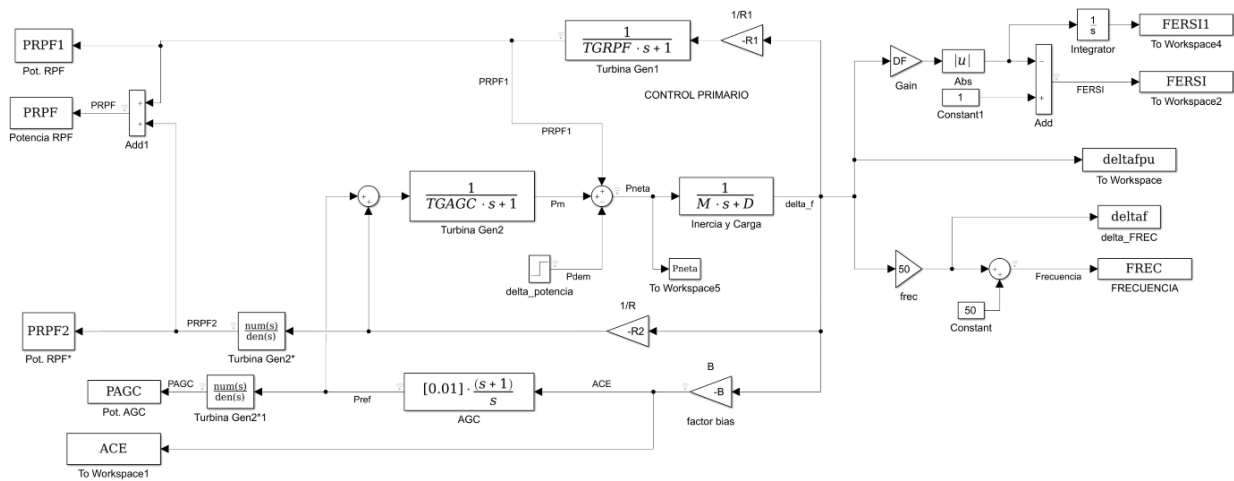 1/R1
PRPF1
Pot. RPF
1
TGRPF · s+1
Turbina Gen1
-R1
PRPF1
CONTROL PRIMARIO
DF
Gain
|u|
Abs
1
s
Integrator
FERSI1
To Workspace4
1
Constant1
−
+
Add
FERSI
FERSI
To Workspace2
PRPF
Potencia RPF
PRPF
+
+
Add1
PRPF1
deltafpu
To Workspace
+
+
1
TGAGC · s+1
Turbina Gen2
Pm
+
+
−
Pneta
1
M · s+D
Inercia y Carga
delta_f
deltaf
delta_FREC
delta_potencia
Pdem
Pneta
To Workspace5
50
frec
+
+
Frecuencia
FREC
FRECUENCIA
50
Constant
1/R
PRPF2
Pot. RPF*
PRPF2
num(s)
den(s)
Turbina Gen2*
-R2
B
PAGC
Pot. AGC
PAGC
num(s)
den(s)
Turbina Gen2*1
Pref
[0.01] · (s+1)
s
AGC
ACE
-B
factor bias
ACE
To Workspace1